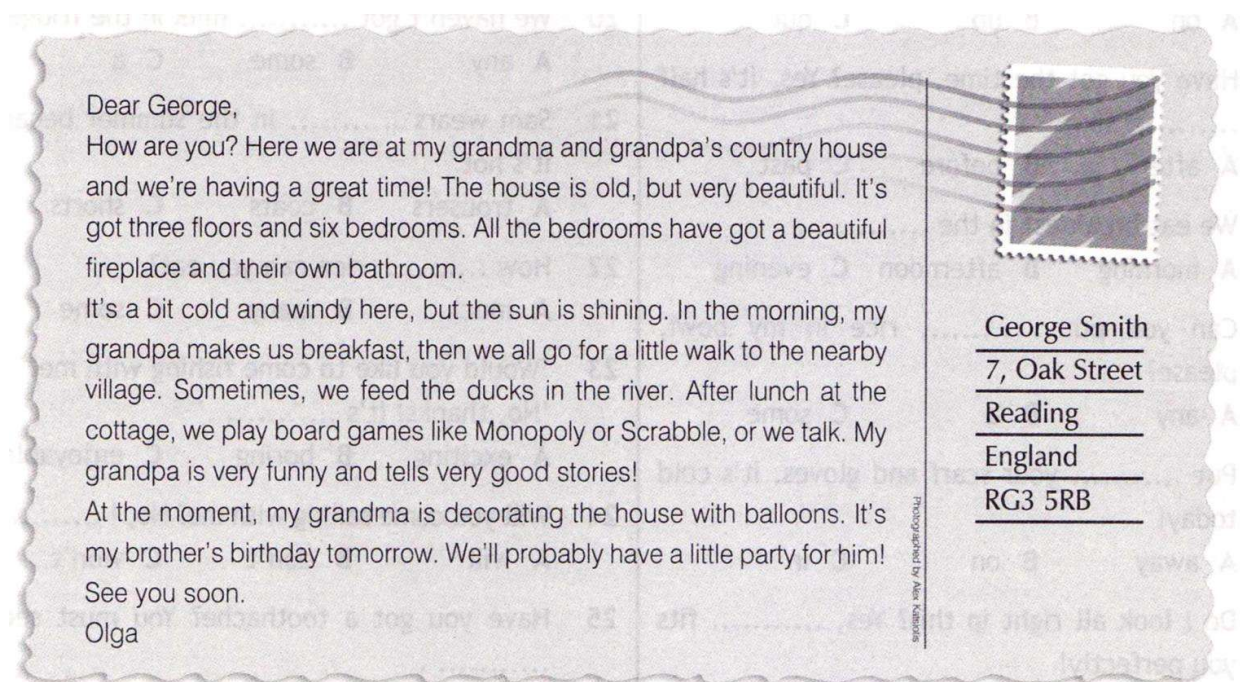 Dear George,
How are you? Here we are at my grandma and grandpa's country house
and we're having a great time! The house is old, but very beautiful. It's
got three floors and six bedrooms. All the bedrooms have got a beautiful
fireplace and their own bathroom.
It's a bit cold and windy here, but the sun is shining. In the morning, my
grandpa makes us breakfast, then we all go for a little walk to the nearby
village. Sometimes, we feed the ducks in the river. After lunch at the
cottage, we play board games like Monopoly or Scrabble, or we talk. My
grandpa is very funny and tells very good stories!
At the moment, my grandma is decorating the house with balloons. It's
my brother's birthday tomorrow. We'll probably have a little party for him!
See you soon.
Olga
Photographed by Alex
George Smith
7, Oak Street
Reading
England
RG3 5RB